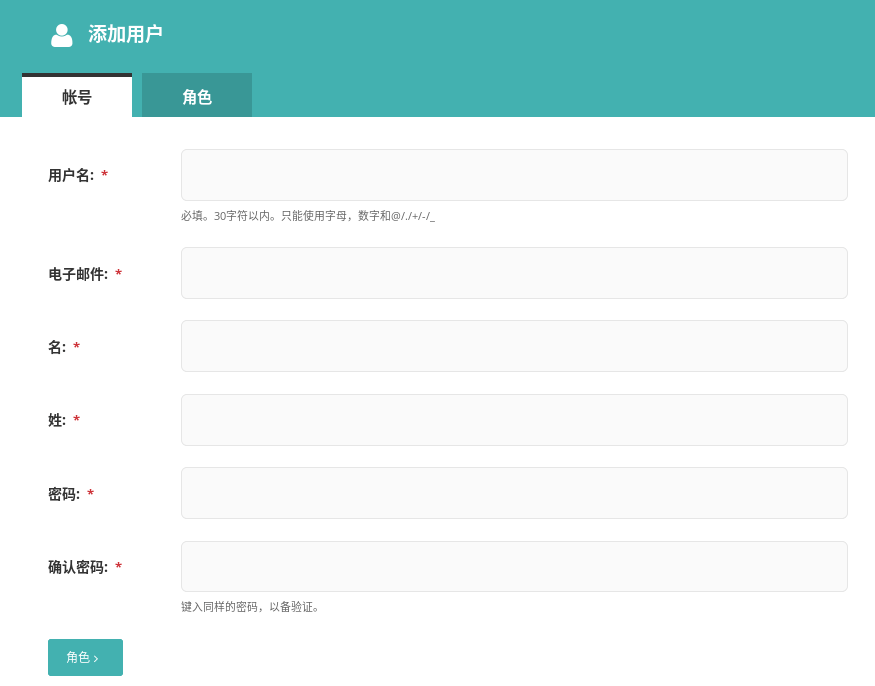 添加用户
帐号
角色
用户名: *
必填。30字符以内。只能使用字母，数字和@/./+/-/_
电子邮件: *
名: *
姓: *
密码: *
确认密码: *
键入同样的密码，以备验证。
角色 ›